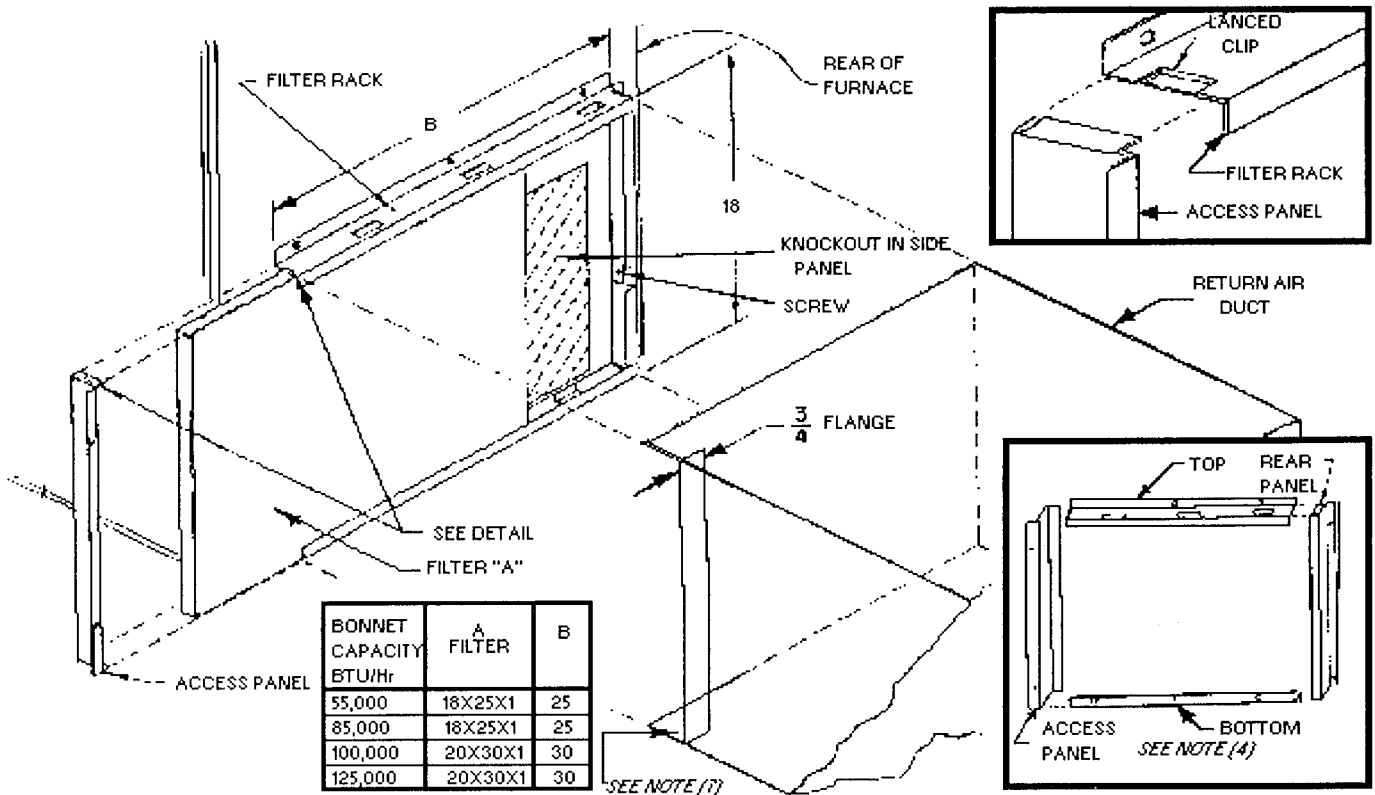 LANCED
CLIP
FILTER RACK
ACCESS PANEL
FILTER RACK
B
REAR OF
FURNACE
18
KNOCKOUT IN SIDE
PANEL
SCREW
RETURN AIR
DUCT
3/4 FLANGE
SEE DETAIL
FILTER "A"
ACCESS PANEL
BONNET CAPACITY BTU/Hr A FILTER B
55,000 18X25X1 25
85,000 18X25X1 25
100,000 20X30X1 30
125,000 20X30X1 30
SEE NOTE (7)
TOP
REAR
PANEL
ACCESS
PANEL
BOTTOM
SEE NOTE (4)